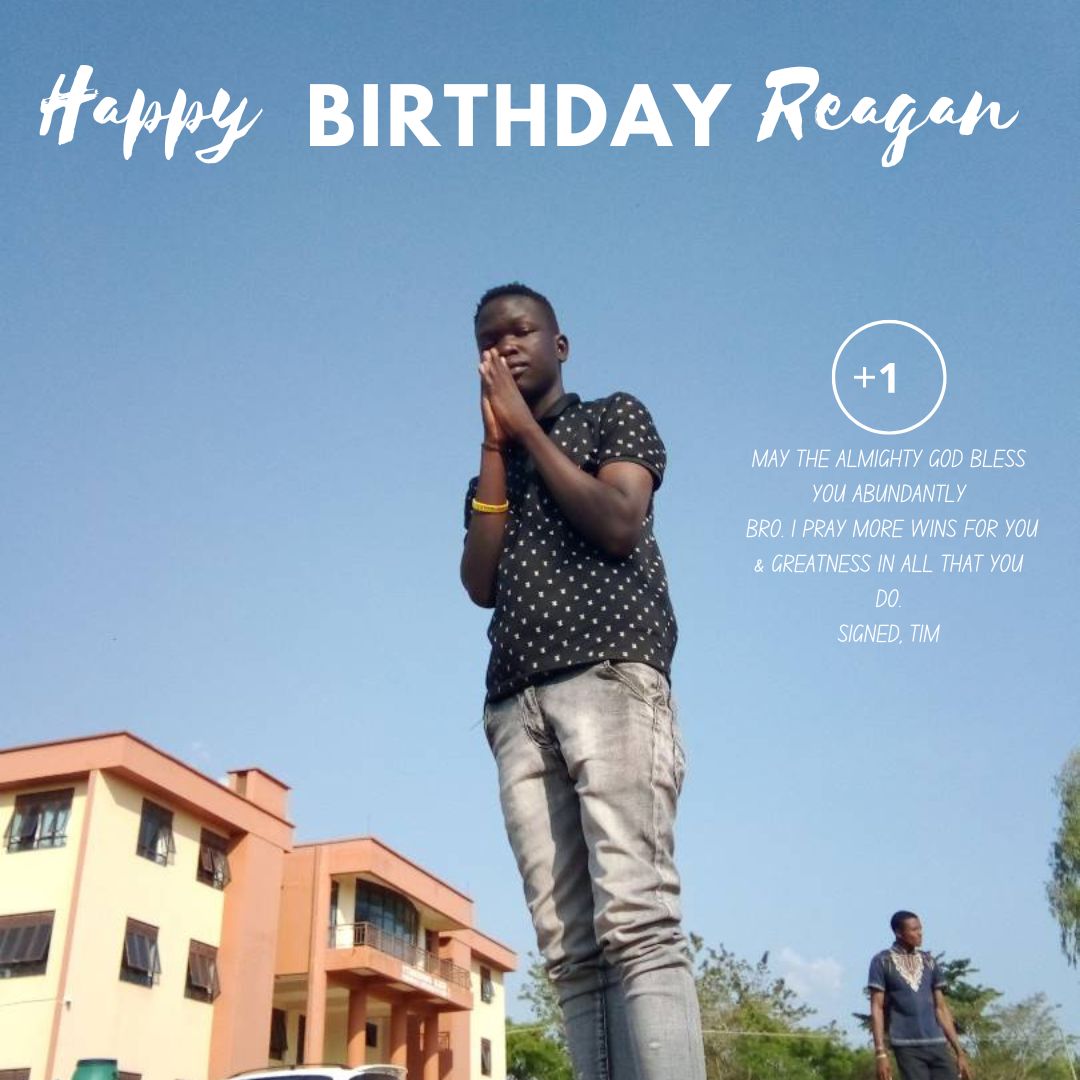 Happy BIRTHDAY Reagan
+1
MAY THE ALMIGHTY GOD BLESS
YOU ABUNDANTLY
BRO. I PRAY MORE WINS FOR YOU
& GREATNESS IN ALL THAT YOU
DO.
SIGNED, TIM